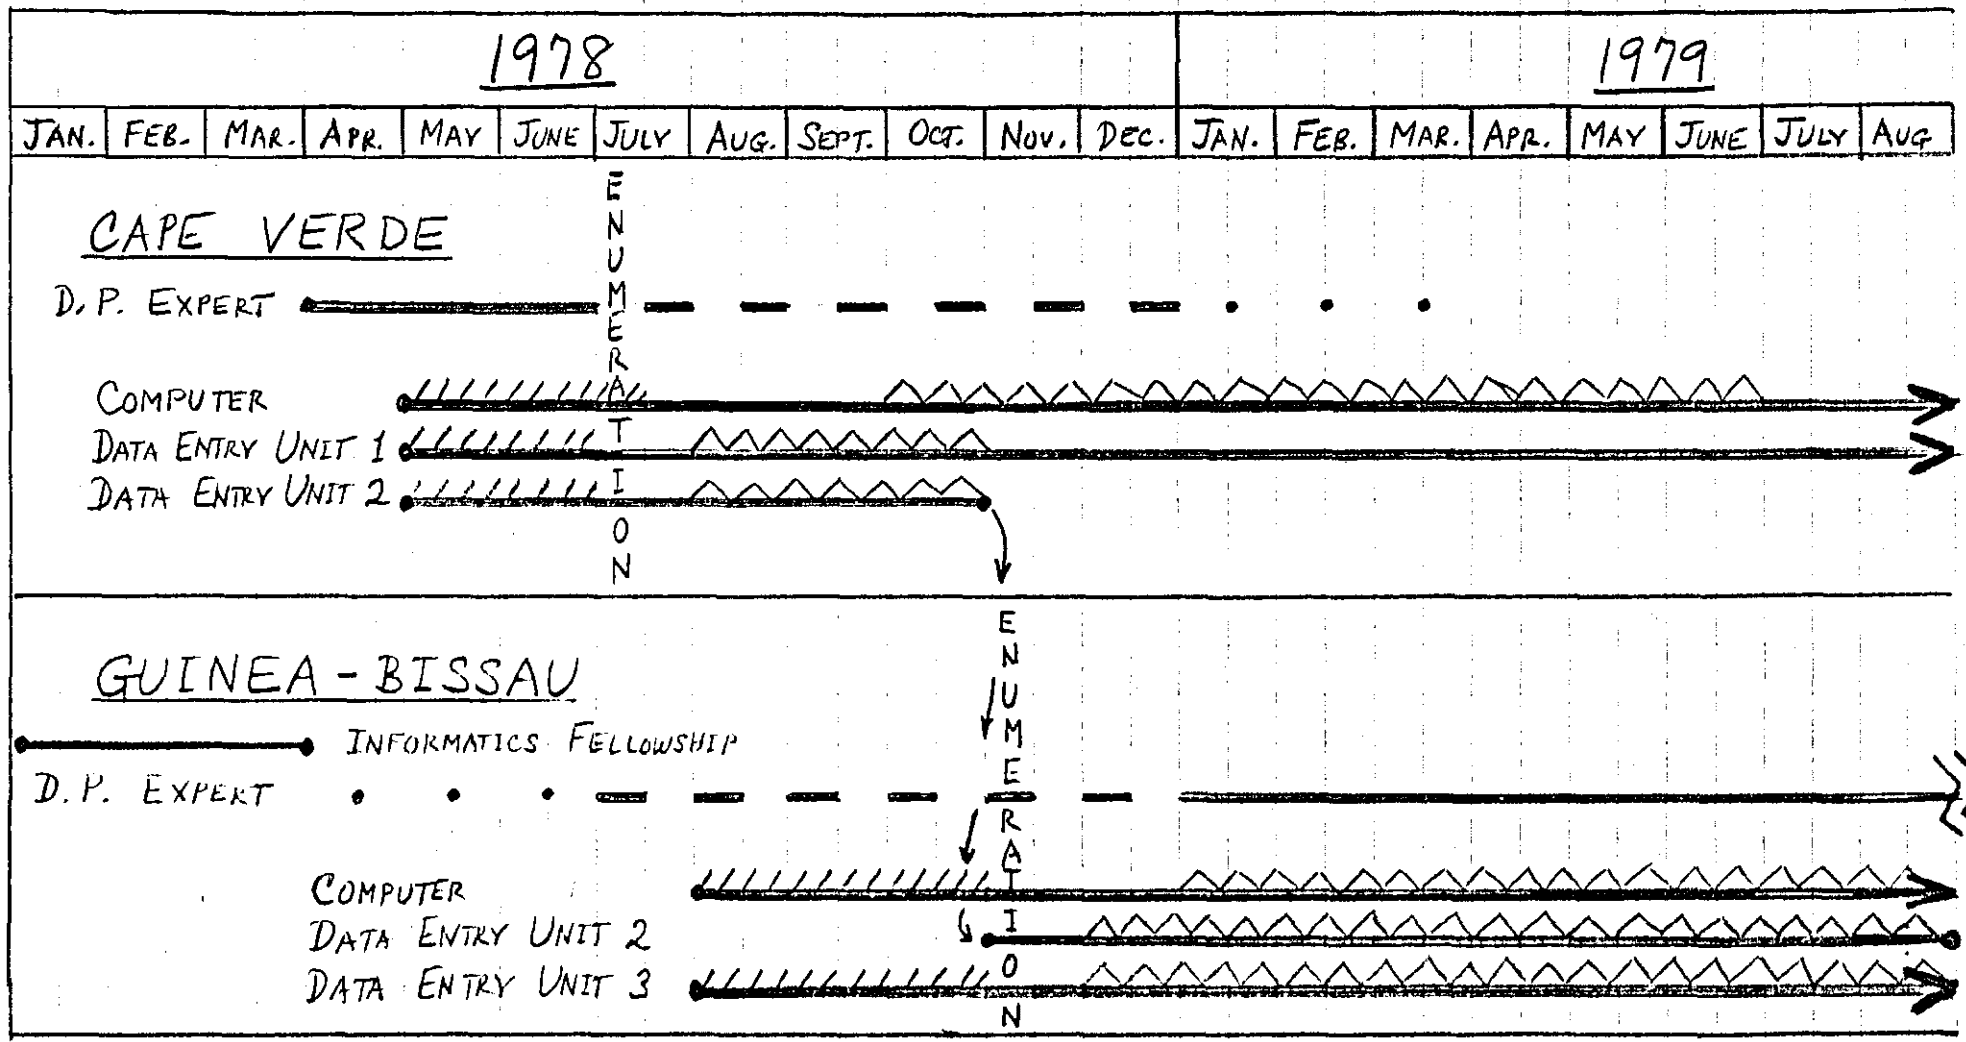 1978 1979
JAN. FEB. MAR. APR. MAY JUNE JULY AUG. SEPT. OCT. NOV. DEC. JAN. FEB. MAR. APR. MAY JUNE JULY AUG
ENUMERATION
CAPE VERDE
D.P. EXPERT
COMPUTER
DATA ENTRY UNIT 1
DATA ENTRY UNIT 2
ENUMERATION
GUINEA-BISSAU
INFORMATICS FELLOWSHIP
D.P. EXPERT
COMPUTER
DATA ENTRY UNIT 2
DATA ENTRY UNIT 3